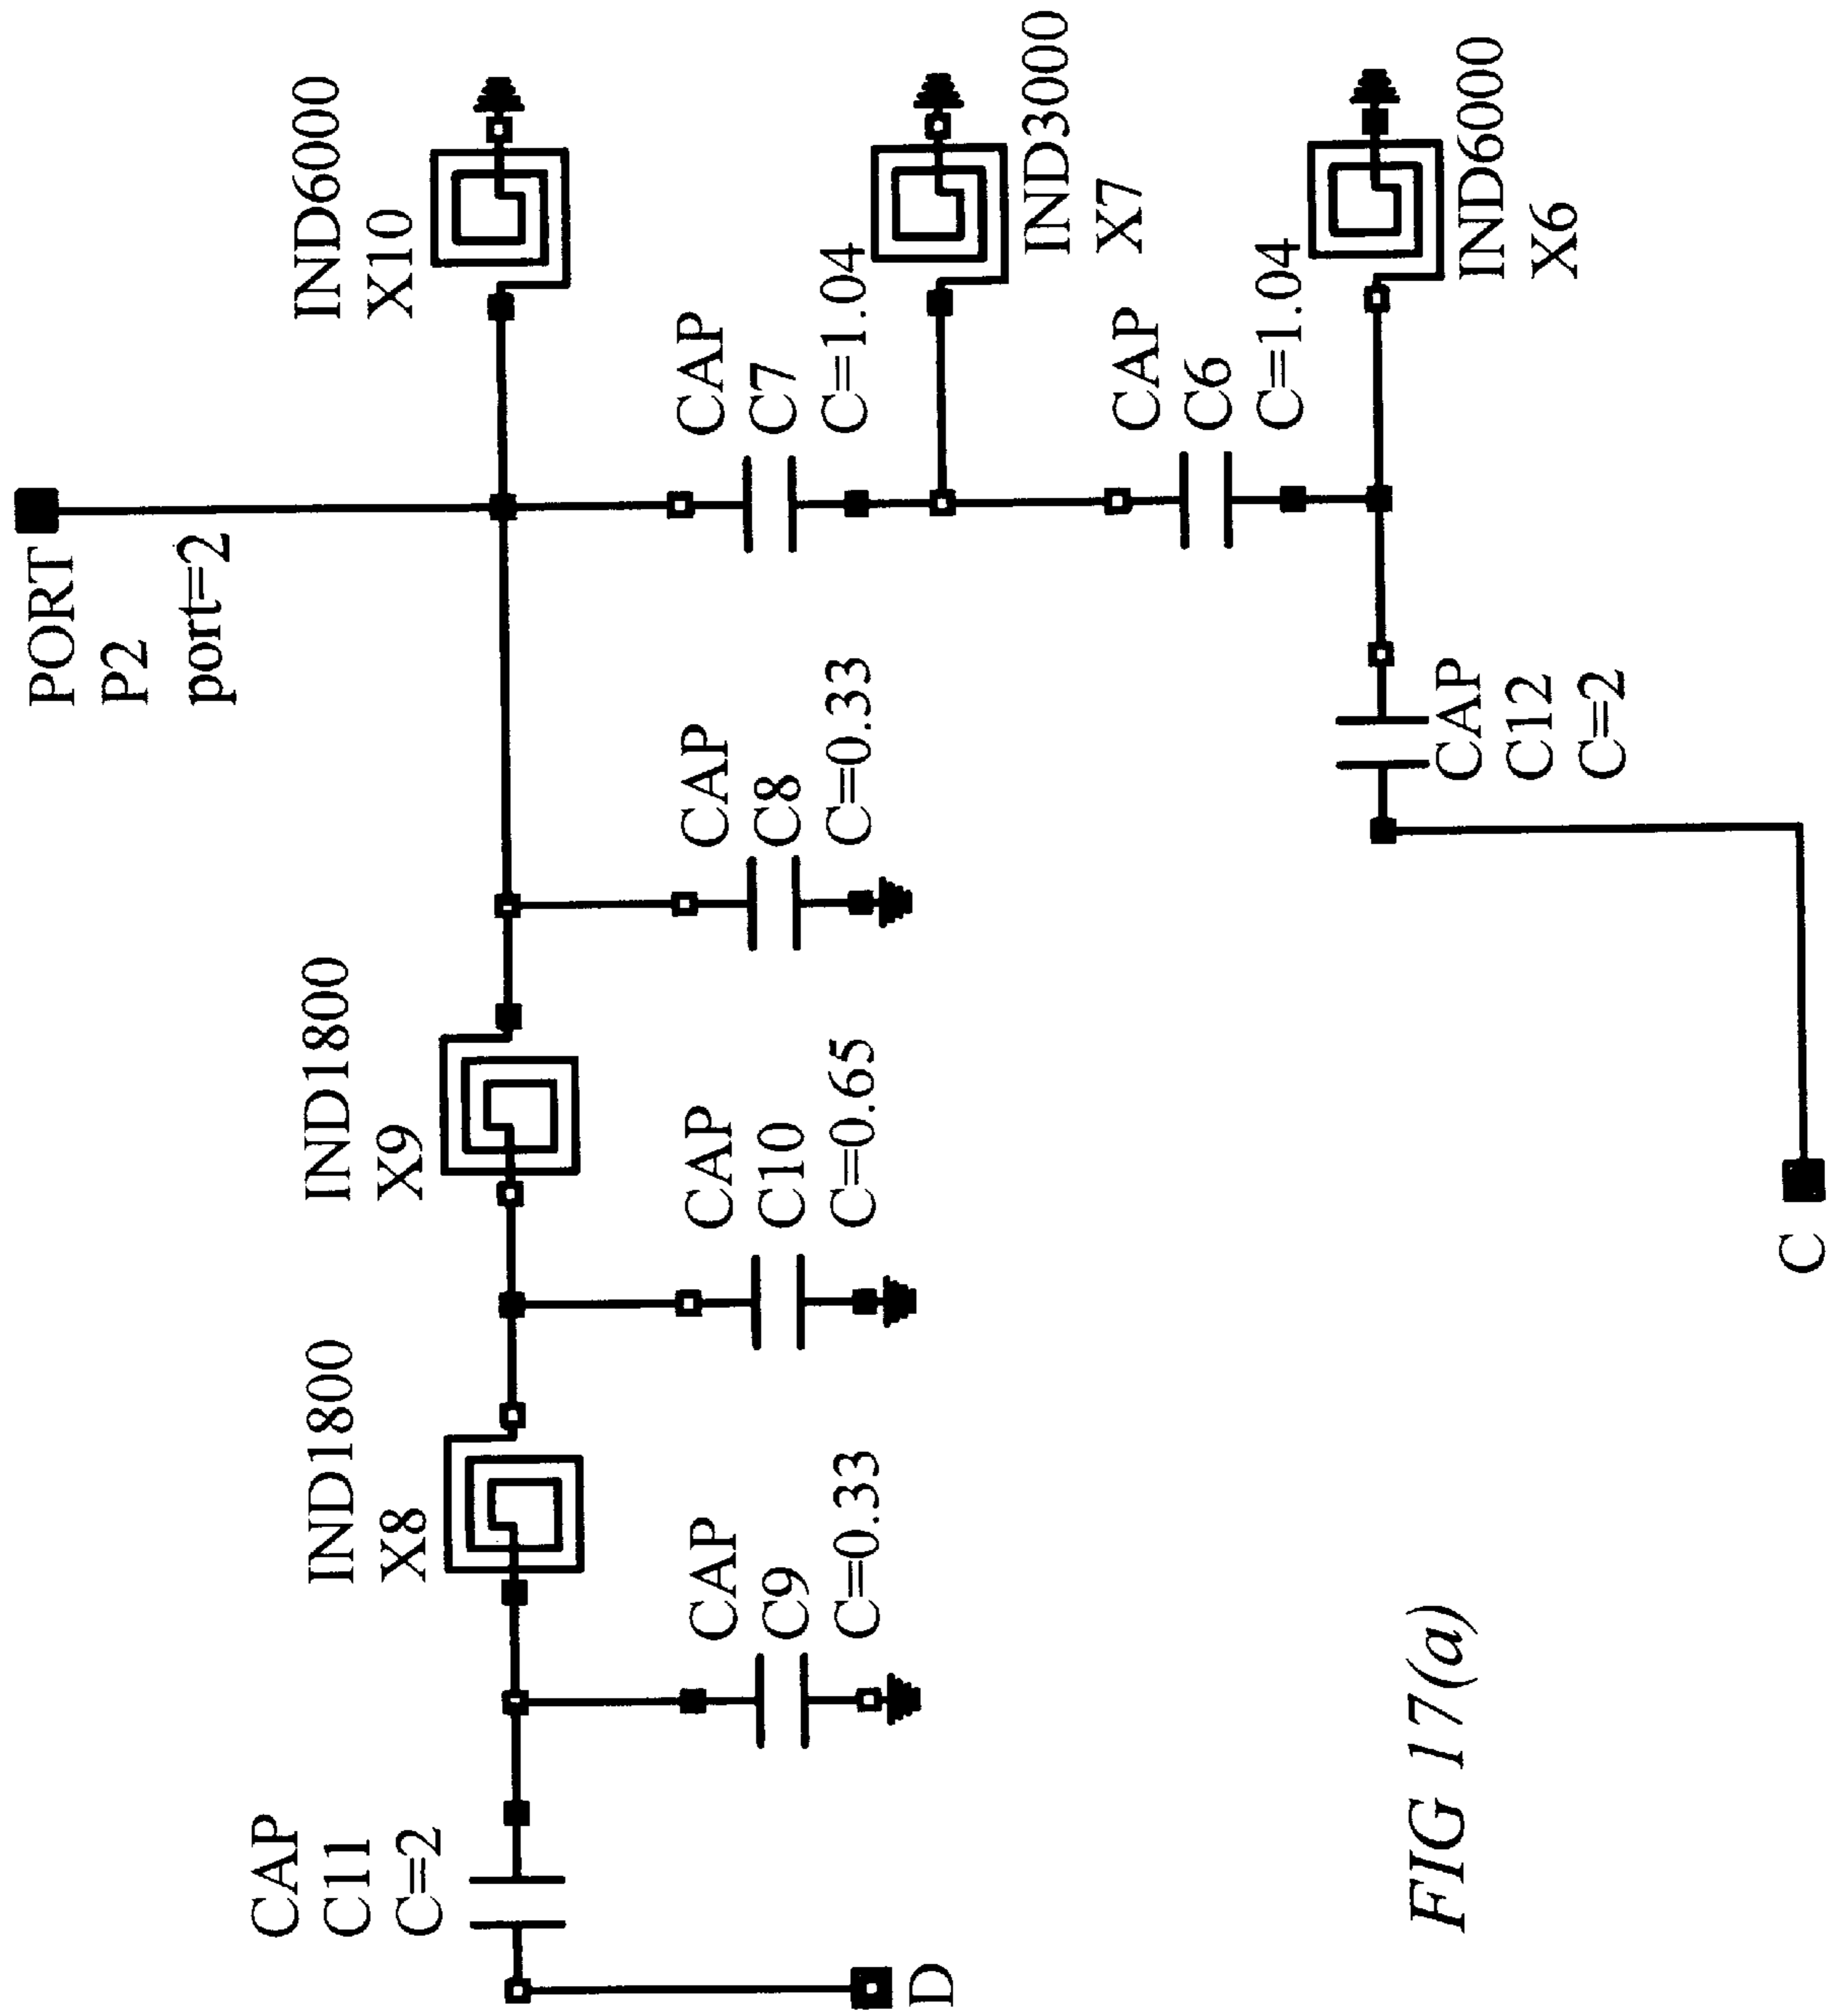 PORT
P2
port=2
IND6000
X10
CAP
C7
C=1.04
IND3000
X7
CAP
C6
C=1.04
IND6000
X6
CAP
C8
C=0.33
CAP
C12
C=2
IND1800
X9
CAP
C10
C=0.65
IND1800
X8
CAP
C9
C=0.33
CAP
C11
C=2
D
C
FIG 17(a)